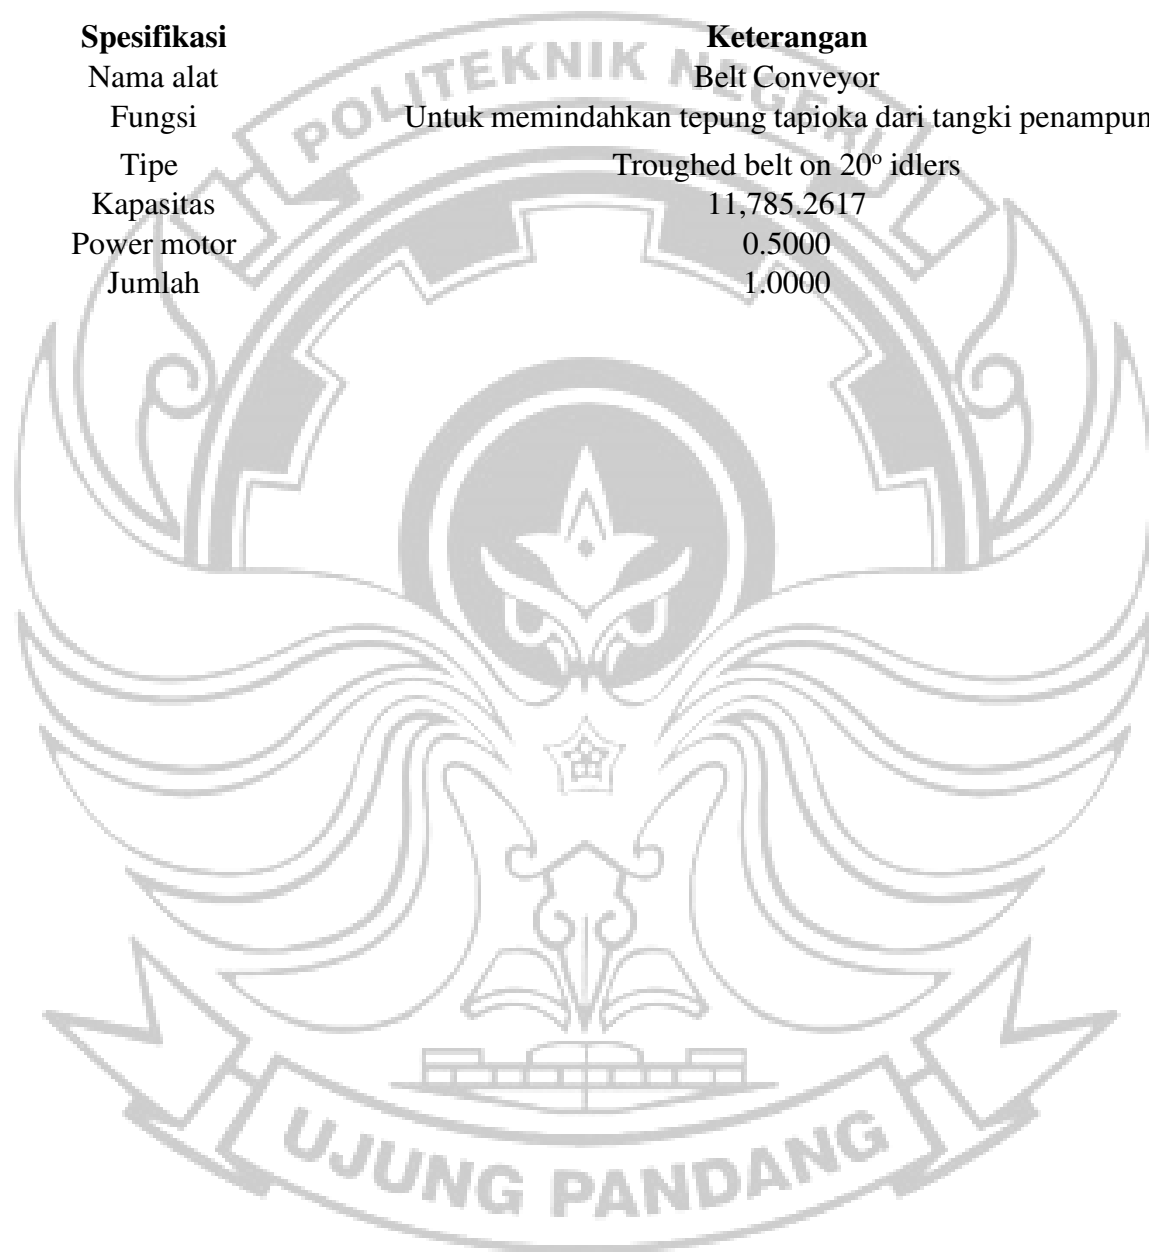 Spesifikasi Keterangan
Nama alat Belt Conveyor
Fungsi Untuk memindahkan tepung tapioka dari tangki penampun
Tipe Troughed belt on 20º idlers
Kapasitas 11,785.2617
Power motor 0.5000
Jumlah 1.0000
POLITEKNIK NEGERI
UJUNG PANDANG